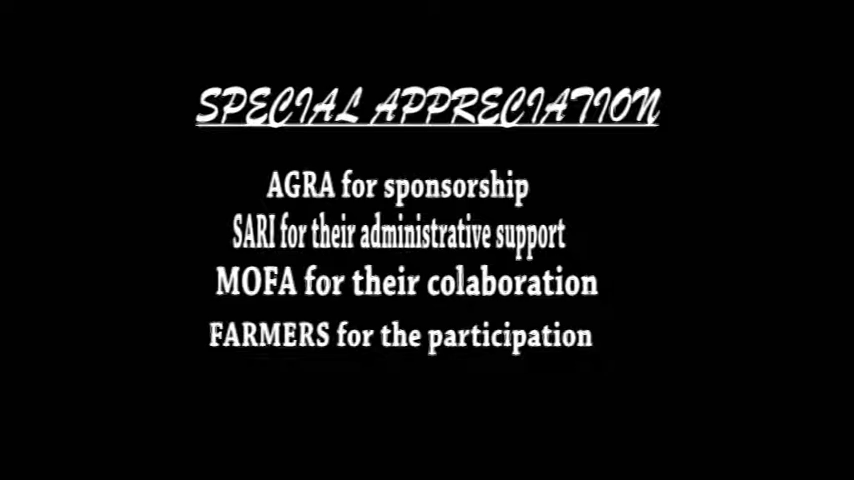 SPECIAL APPRECIATION
AGRA for sponsorship
SARI for their administrative support
MOFA for their colaboration
FARMERS for the participation